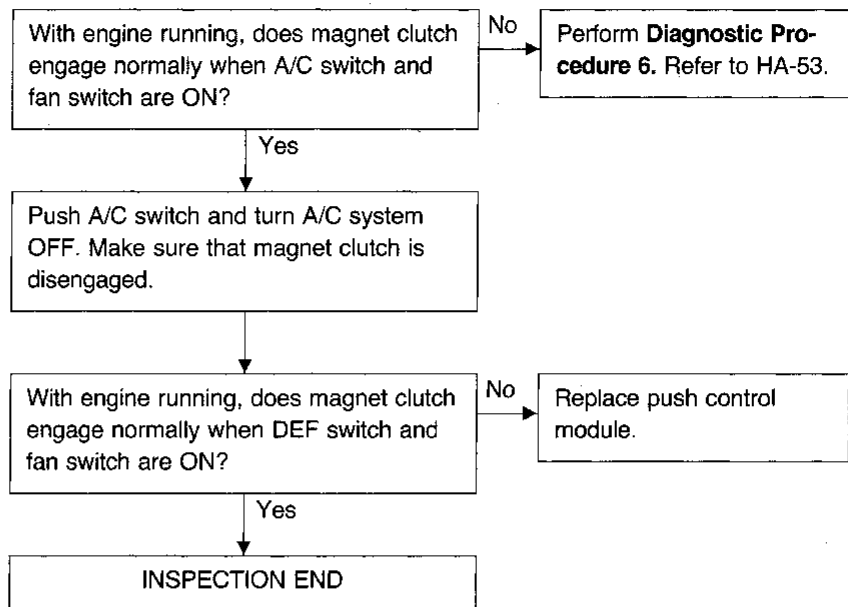 With engine running, does magnet clutch
engage normally when A/C switch and
fan switch are ON?
No
Perform Diagnostic Pro-
cedure 6. Refer to HA-53.
Yes
Push A/C switch and turn A/C system
OFF. Make sure that magnet clutch is
disengaged.
With engine running, does magnet clutch
engage normally when DEF switch and
fan switch are ON?
No
Replace push control
module.
Yes
INSPECTION END